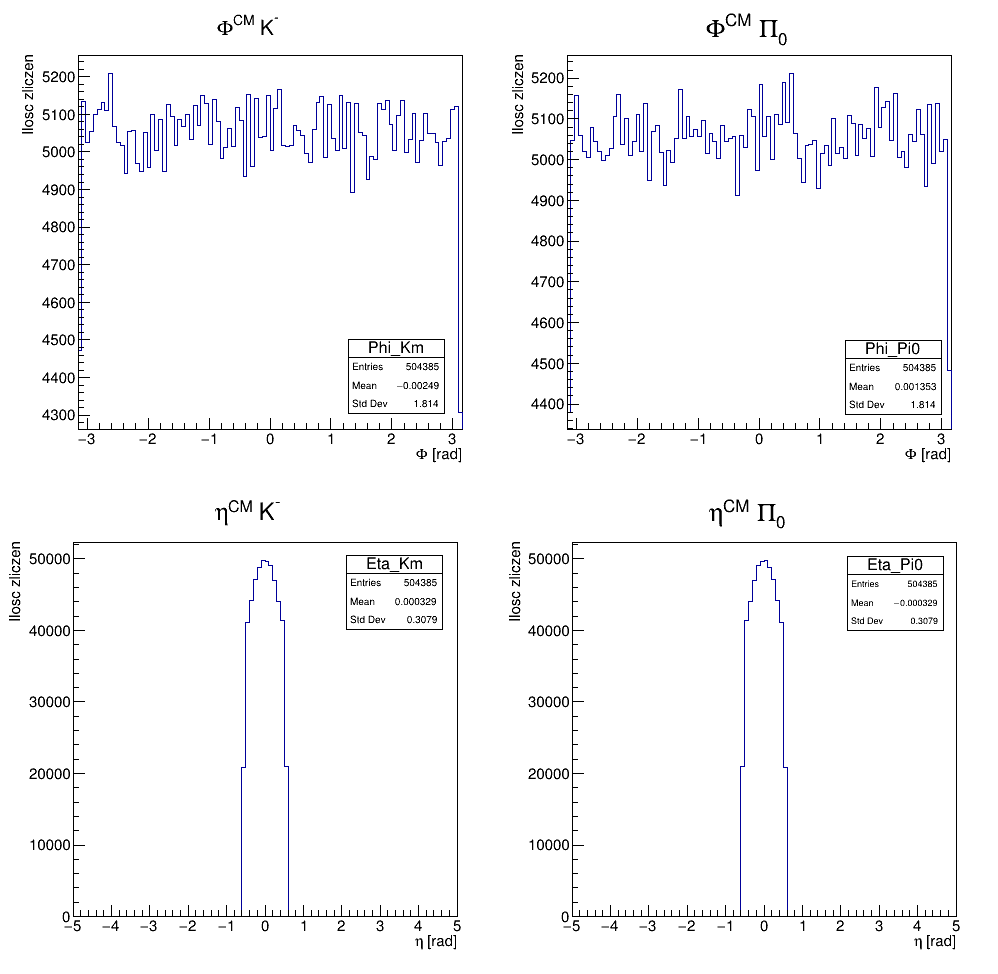 Φ^CM K^-
Ilosc zliczen
5200
5100
5000
4900
4800
4700
4600
4500
4400
4300
Phi_Km
Entries 504385
Mean −0.00249
Std Dev 1.814
−3 −2 −1 0 1 2 3
Φ [rad]
Φ^CM Π_0
Ilosc zliczen
5200
5100
5000
4900
4800
4700
4600
4500
4400
Phi_Pi0
Entries 504385
Mean 0.001353
Std Dev 1.814
−3 −2 −1 0 1 2 3
Φ [rad]
η^CM K^-
Ilosc zliczen
50000
40000
30000
20000
10000
0
Eta_Km
Entries 504385
Mean 0.000329
Std Dev 0.3079
−5 −4 −3 −2 −1 0 1 2 3 4 5
η [rad]
η^CM Π_0
Ilosc zliczen
50000
40000
30000
20000
10000
0
Eta_Pi0
Entries 504385
Mean −0.000329
Std Dev 0.3079
−5 −4 −3 −2 −1 0 1 2 3 4 5
η [rad]